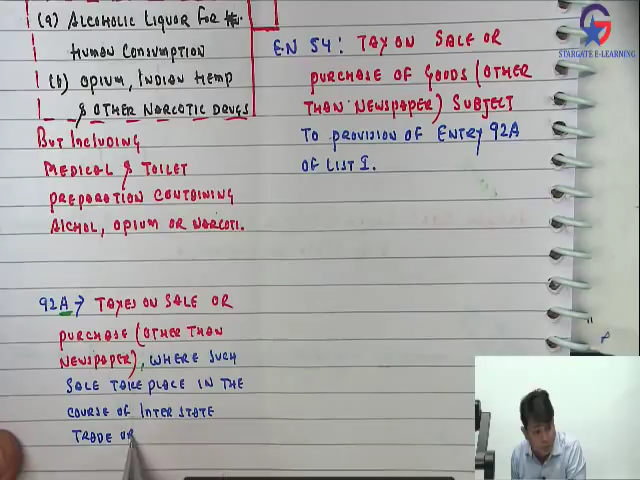 (a) ALCOHOLIC LIQUOR FOR
HUMAN CONSUMPTION
(b) OPIUM, INDIAN HEMP
& OTHER NARCOTIC DRUGS
BUT INCLUDING
MEDICAL & TOILET
PREPARATION CONTAINING
ALCHOL, OPIUM OR NARCOTI.
92A → TAXES ON SALE OR
PURCHASE (OTHER THAN
NEWSPAPER), WHERE SUCH
SALE TAKE PLACE IN THE
COURSE OF INTER STATE
TRADE OR
EN 54: TAX ON SALE OR
PURCHASE OF GOODS (OTHER
THAN NEWSPAPER) SUBJECT
TO PROVISION OF ENTRY 92A
OF LIST I.
STARGATE E-LEARNING